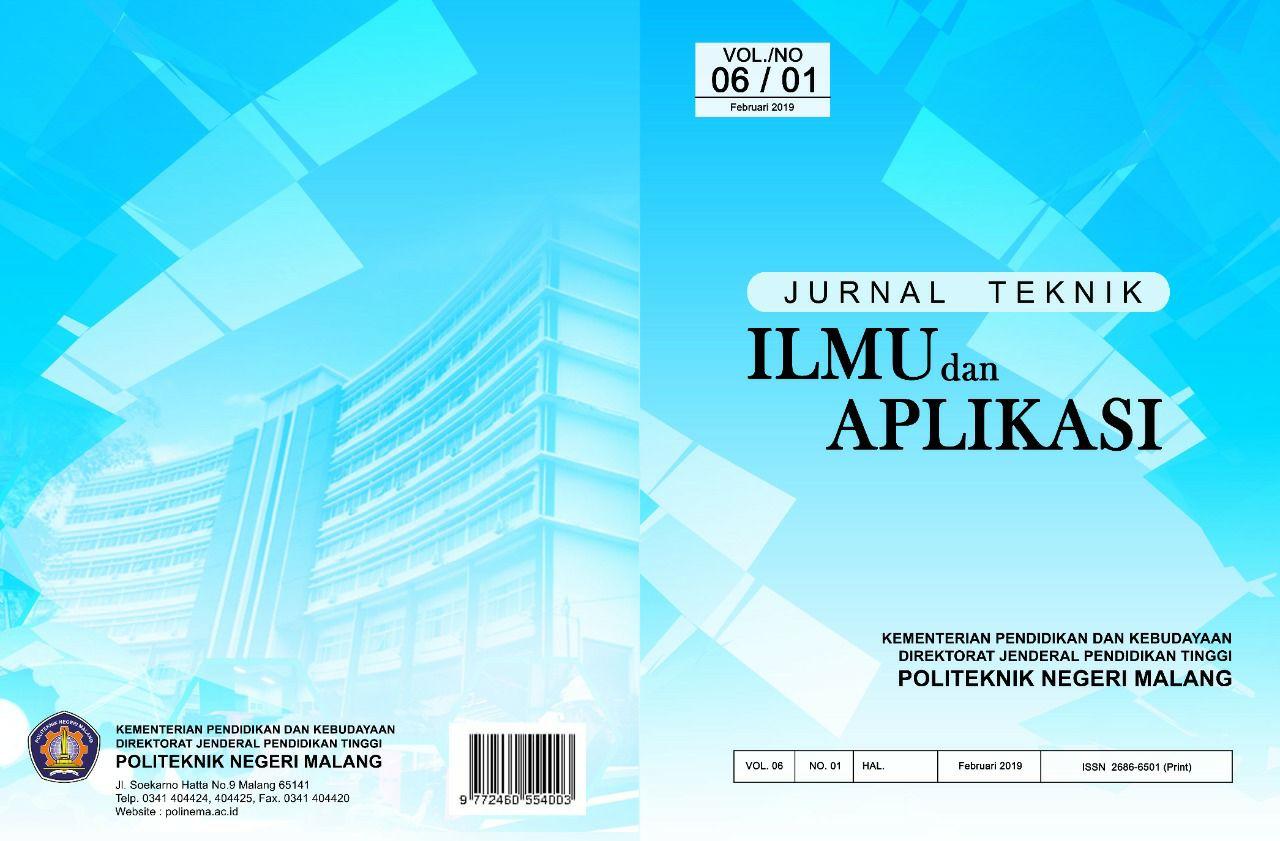 KEMENTERIAN PENDIDIKAN DAN KEBUDAYAAN
DIREKTORAT JENDERAL PENDIDIKAN TINGGI
POLITEKNIK NEGERI MALANG
Jl. Soekarno Hatta No.9 Malang 65141
Telp. 0341 404424, 404425, Fax. 0341 404420
Website : polinema.ac.id
POLITEKNIK NEGERI MALANG
9 772460 554003
VOL./NO
06 / 01
Februari 2019
JURNAL TEKNIK
ILMU dan
APLIKASI
KEMENTERIAN PENDIDIKAN DAN KEBUDAYAAN
DIREKTORAT JENDERAL PENDIDIKAN TINGGI
POLITEKNIK NEGERI MALANG
VOL. 06 NO. 01 HAL. Februari 2019 ISSN 2686-6501 (Print)